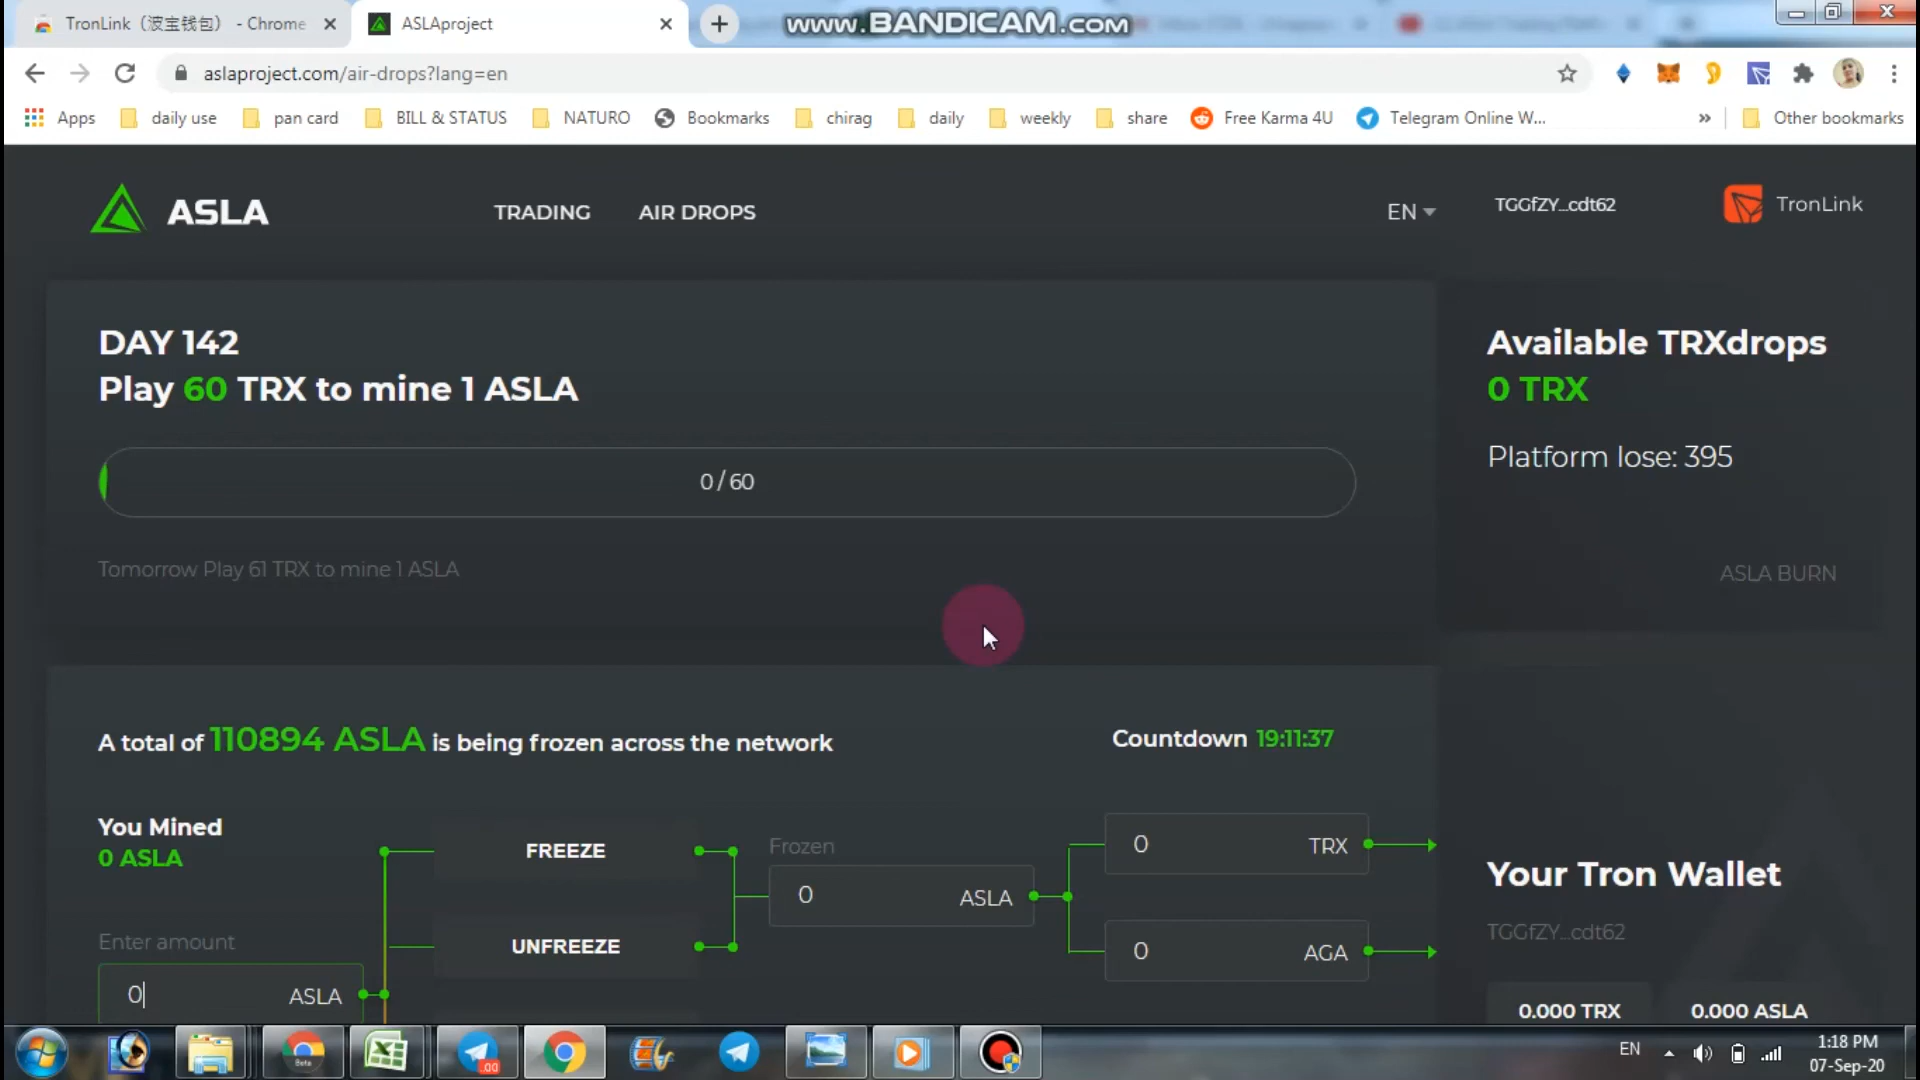 TronLink（波宝钱包） - Chrome
ASLAproject
www.BANDICAM.com
aslaproject.com/air-drops?lang=en
Apps
daily use
pan card
BILL & STATUS
NATURO
Bookmarks
chirag
daily
weekly
share
Free Karma 4U
Telegram Online W...
»
Other bookmarks
ASLA
TRADING
AIR DROPS
EN
TGGfZY...cdt62
TronLink
DAY 142
Play 60 TRX to mine 1 ASLA
0 / 60
Tomorrow Play 61 TRX to mine 1 ASLA
Available TRXdrops
0 TRX
Platform lose: 395
ASLA BURN
A total of 110894 ASLA is being frozen across the network
Countdown 19:11:37
You Mined
0 ASLA
Enter amount
0 ASLA
FREEZE
UNFREEZE
Frozen
0 ASLA
0 TRX
0 AGA
Your Tron Wallet
TGGfZY...cdt62
0.000 TRX
0.000 ASLA
Beta
.00
EN
1:18 PM
07-Sep-20